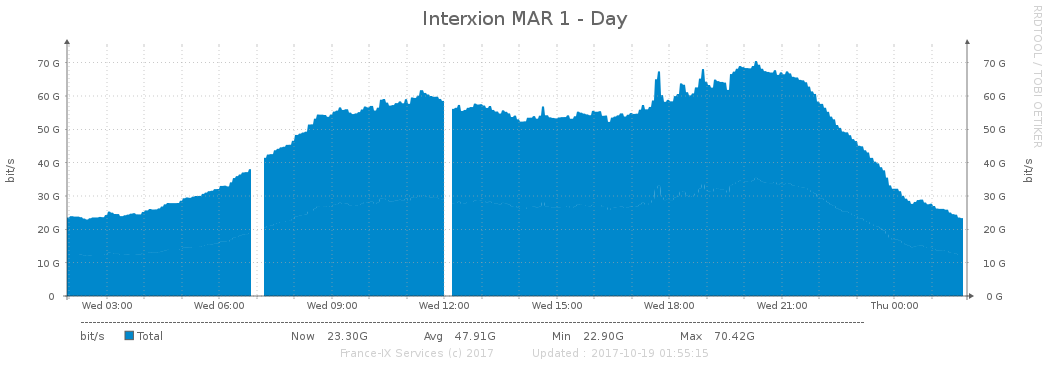 Interxion MAR 1 - Day
RRDTOOL / TOBI OETIKER
bit/s
70 G 70 G
60 G 60 G
50 G 50 G
40 G 40 G
30 G 30 G
20 G 20 G
10 G 10 G
0 0 G
bit/s
Wed 03:00 Wed 06:00 Wed 09:00 Wed 12:00 Wed 15:00 Wed 18:00 Wed 21:00 Thu 00:00
bit/s Total Now 23.30G Avg 47.91G Min 22.90G Max 70.42G
France-IX Services (c) 2017 Updated : 2017-10-19 01:55:15